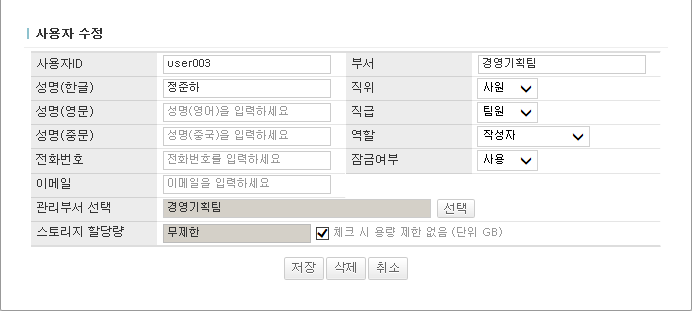 사용자 수정
사용자ID user003 부서 경영기획팀
성명(한글) 정준하 직위 사원
성명(영문) 성명(영어)을 입력하세요 직급 팀원
성명(중문) 성명(중국)을 입력하세요 역할 작성자
전화번호 전화번호를 입력하세요 잠금여부 사용
이메일 이메일을 입력하세요
관리부서 선택 경영기획팀 선택
스토리지 할당량 무제한 체크 시 용량 제한 없음 (단위 GB)
저장 삭제 취소